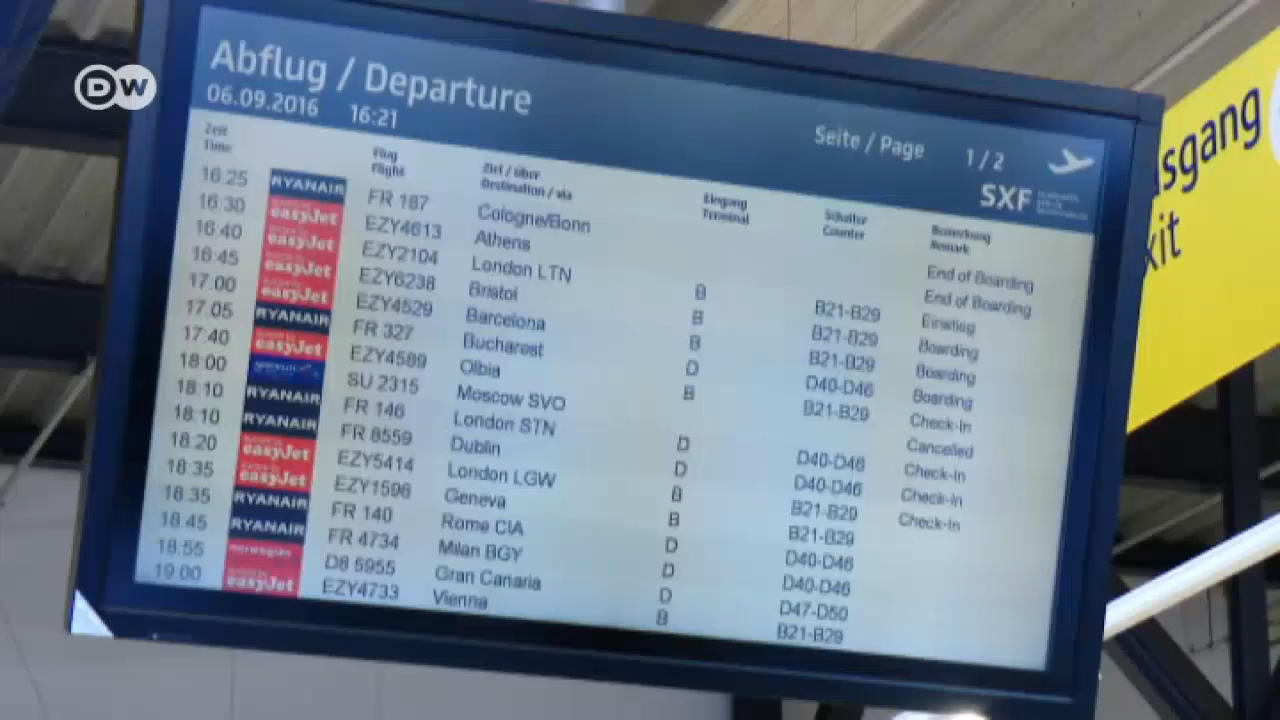 DW
Abflug / Departure
06.09.2016 16:21
Seite / Page 1 / 2
SXF
Zeit Flug Ziel / über Eingang Schalter Bemerkung
Time Flight Destination / via Terminal Counter Remark
16:25 RYANAIR FR 187 Cologne/Bonn End of Boarding
16:30 easyJet EZY4613 Athens End of Boarding
16:40 easyJet EZY2104 London LTN B B21-B29 Einstieg
16:45 easyJet EZY6238 Bristol B B21-B29 Boarding
17:00 easyJet EZY4529 Barcelona B B21-B29 Boarding
17:05 RYANAIR FR 327 Bucharest D D40-D46 Boarding
17:40 easyJet EZY4589 Olbia B B21-B29 Check-In
18:00 SU 2315 Moscow SVO Cancelled
18:10 RYANAIR FR 146 London STN D D40-D46 Check-In
18:10 RYANAIR FR 8559 Dublin D D40-D46 Check-In
18:20 easyJet EZY5414 London LGW B B21-B29 Check-In
18:35 easyJet EZY1596 Geneva B B21-B29
18:35 RYANAIR FR 140 Rome CIA D D40-D46
18:45 RYANAIR FR 4734 Milan BGY D D40-D46
18:55 norwegian D8 5955 Gran Canaria D D47-D50
19:00 easyJet EZY4733 Vienna B B21-B29
sgang
xit